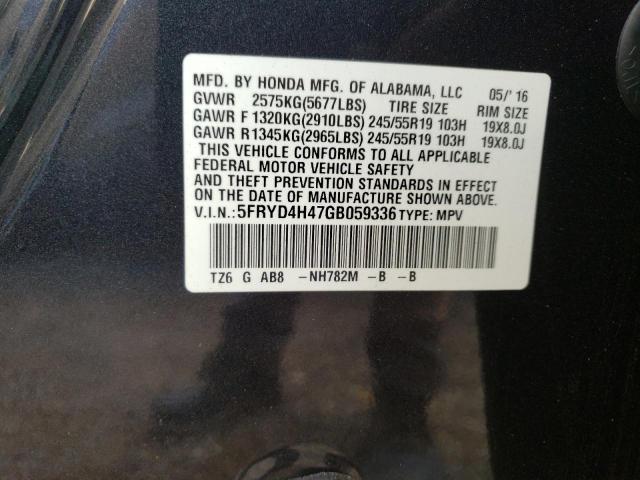 MFD. BY HONDA MFG. OF ALABAMA, LLC 05/'16
GVWR 2575KG(5677LBS) TIRE SIZE RIM SIZE
GAWR F 1320KG(2910LBS) 245/55R19 103H 19X8.0J
GAWR R1345KG(2965LBS) 245/55R19 103H 19X8.0J
THIS VEHICLE CONFORMS TO ALL APPLICABLE
FEDERAL MOTOR VEHICLE SAFETY
AND THEFT PREVENTION STANDARDS IN EFFECT
ON THE DATE OF MANUFACTURE SHOWN ABOVE.
V.I.N.:5FRYD4H47GB059336 TYPE: MPV
TZ6 G AB8 -NH782M -B -B